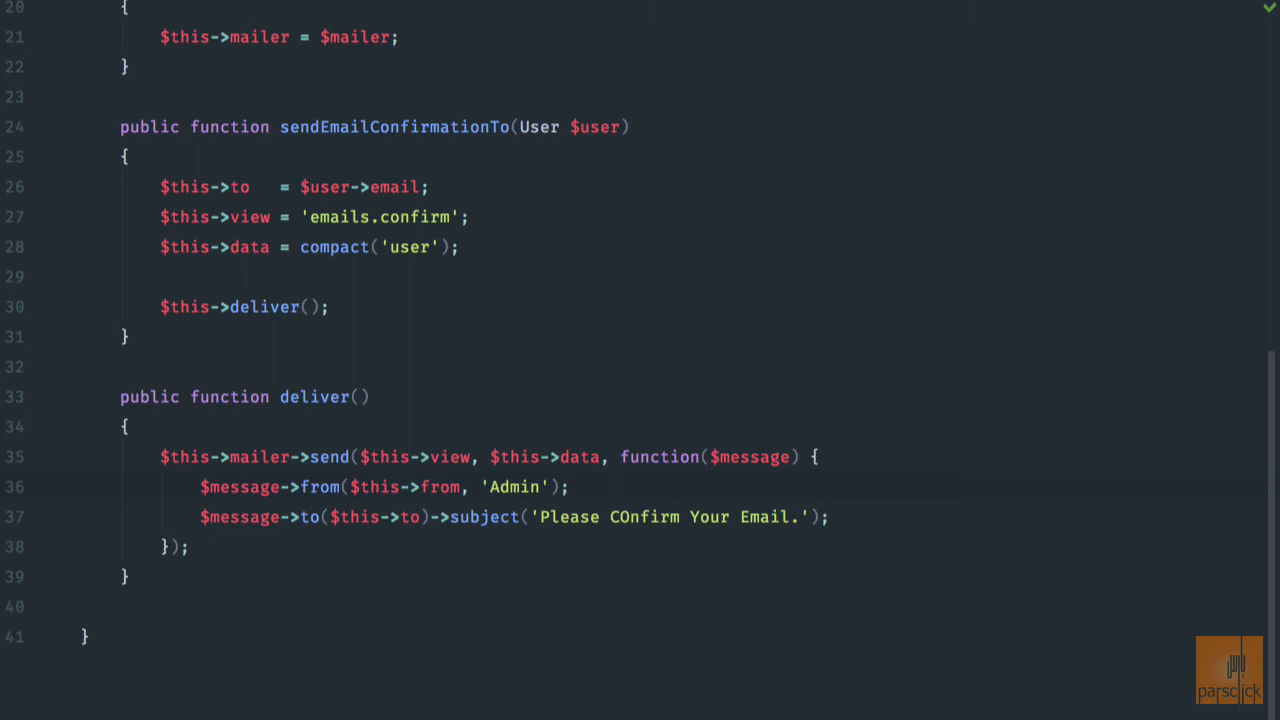 20 {
21 $this->mailer = $mailer;
22 }
23
24 public function sendEmailConfirmationTo(User $user)
25 {
26 $this->to   = $user->email;
27 $this->view = 'emails.confirm';
28 $this->data = compact('user');
29
30 $this->deliver();
31 }
32
33 public function deliver()
34 {
35 $this->mailer->send($this->view, $this->data, function($message) {
36 $message->from($this->from, 'Admin');
37 $message->to($this->to)->subject('Please COnfirm Your Email.');
38 });
39 }
40
41 }
parsclick